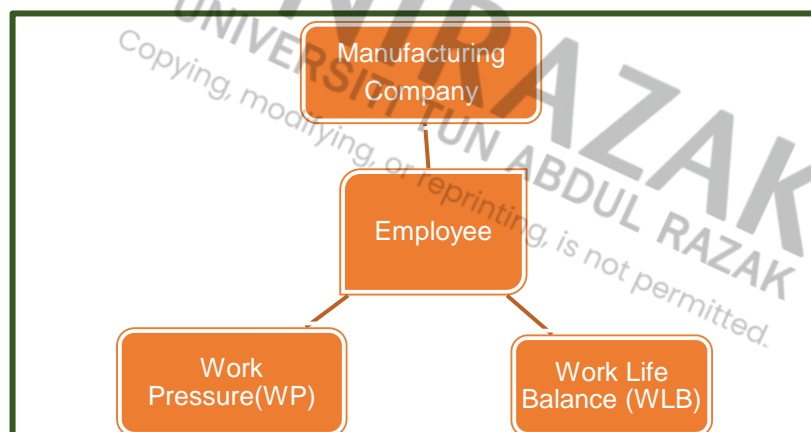 UNIRAZAK
UNIVERSITI TUN ABDUL RAZAK
Copying, modifying, or reprinting, is not permitted.
Manufacturing
Company
Employee
Work
Pressure(WP)
Work Life
Balance (WLB)